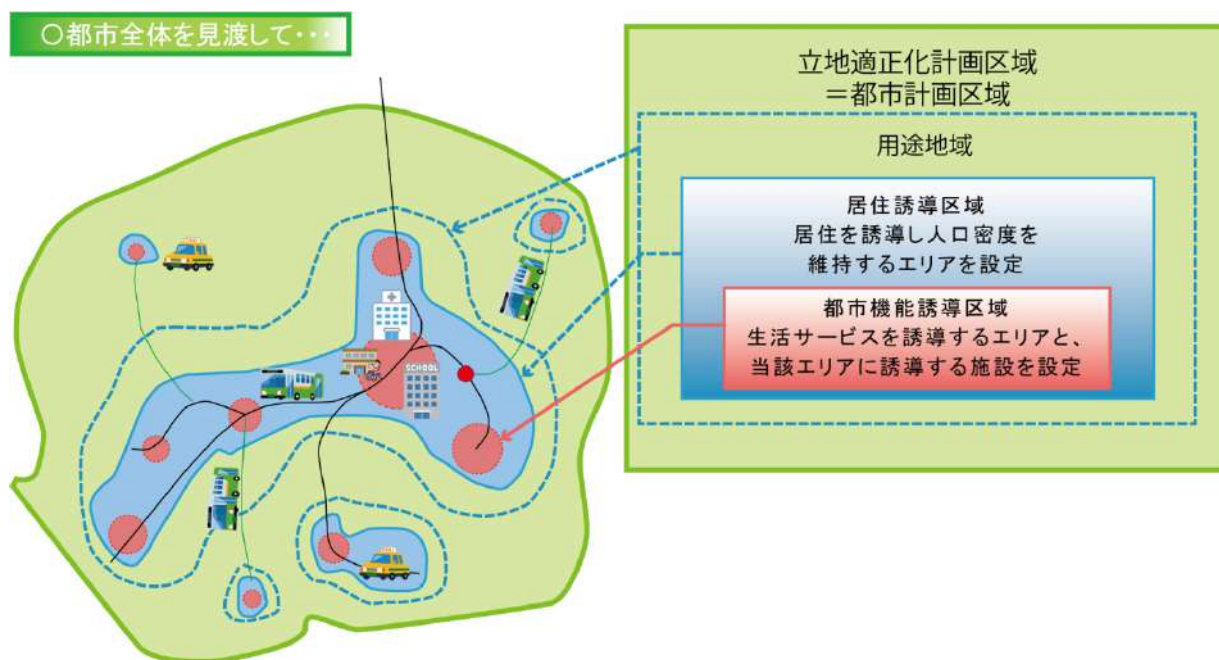 ○都市全体を見渡して・・・
立地適正化計画区域
＝都市計画区域
用途地域
居住誘導区域
居住を誘導し人口密度を
維持するエリアを設定
都市機能誘導区域
生活サービスを誘導するエリアと、
当該エリアに誘導する施設を設定
SCHOOL